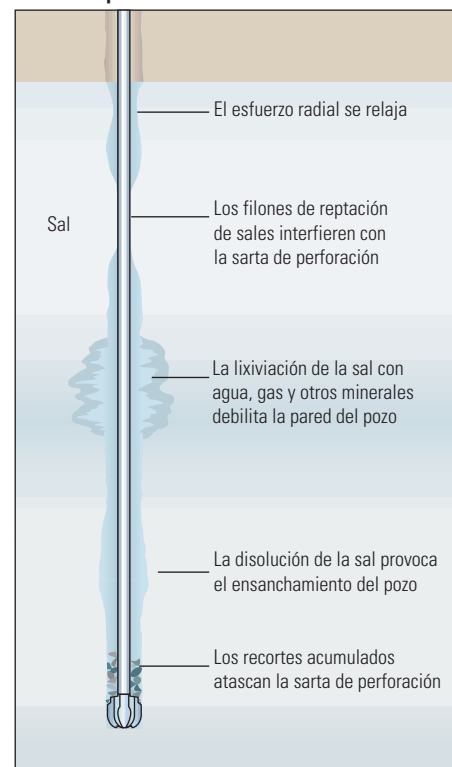 El esfuerzo radial se relaja
Sal
Los filones de reptación
de sales interfieren con
la sarta de perforación
La lixiviación de la sal con
agua, gas y otros minerales
debilita la pared del pozo
La disolución de la sal provoca
el ensanchamiento del pozo
Los recortes acumulados
atascan la sarta de perforación